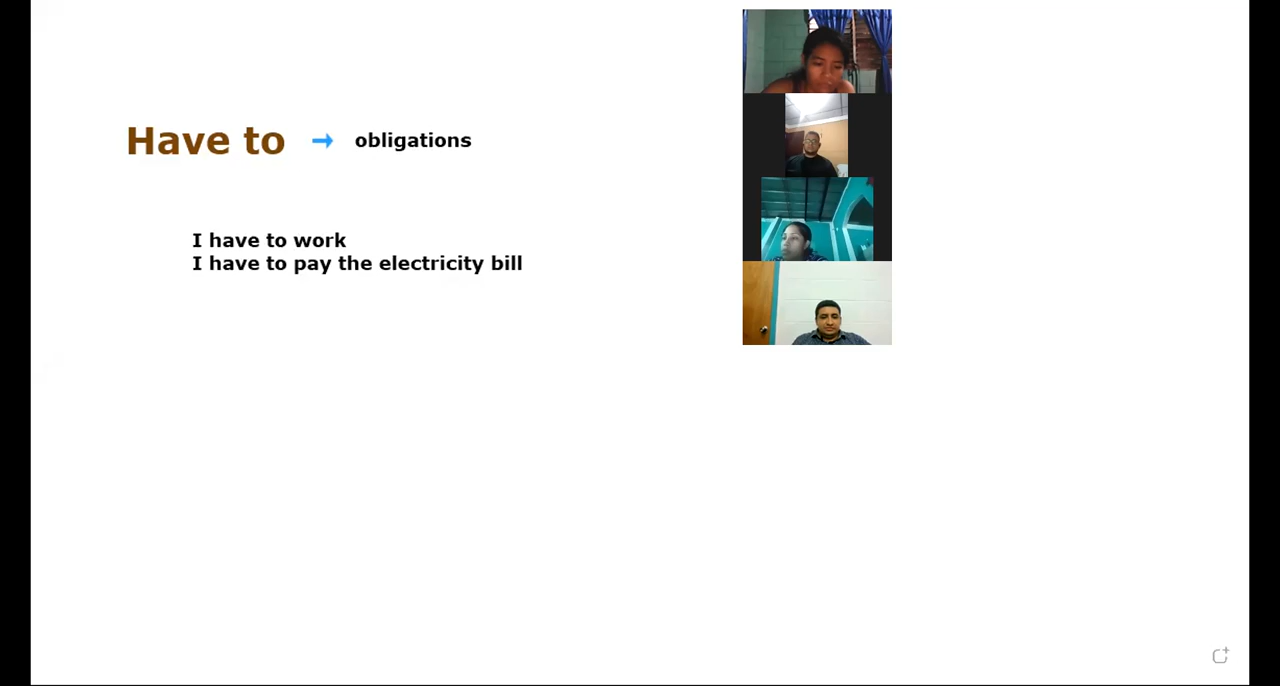 Have to → obligations
I have to work
I have to pay the electricity bill